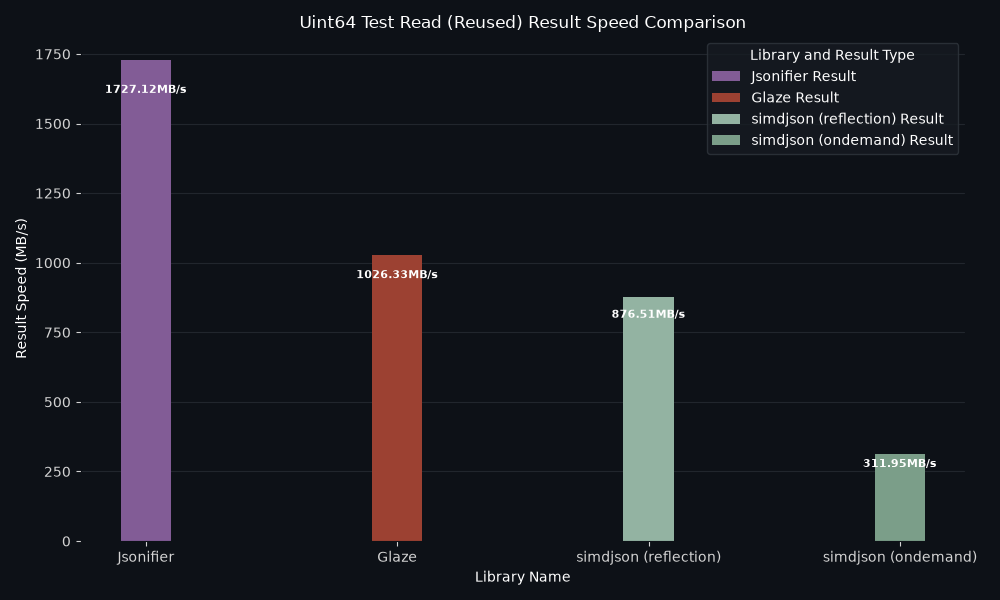 Uint64 Test Read (Reused) Result Speed Comparison
Library and Result Type
Jsonifier Result
Glaze Result
simdjson (reflection) Result
simdjson (ondemand) Result
Result Speed (MB/s)
1750
1500
1250
1000
750
500
250
0
1727.12MB/s
1026.33MB/s
876.51MB/s
311.95MB/s
Jsonifier
Glaze
simdjson (reflection)
simdjson (ondemand)
Library Name